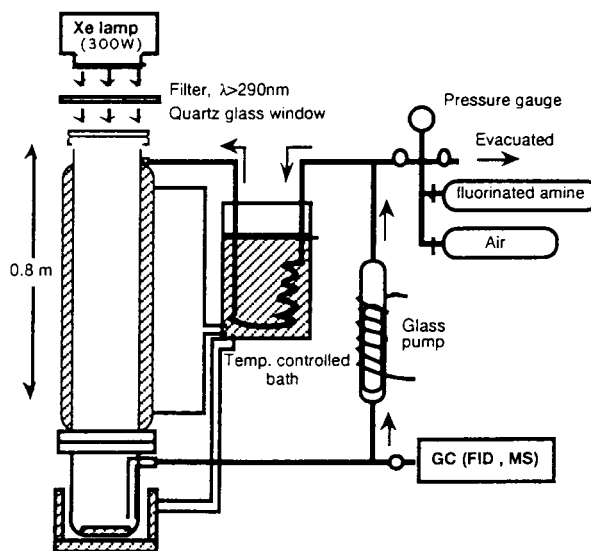 Xe lamp
(300W)
Filter, λ>290nm
Quartz glass window
Pressure gauge
Evacuated
fluorinated amine
Air
0.8 m
Glass
pump
Temp. controlled
bath
GC (FID , MS)